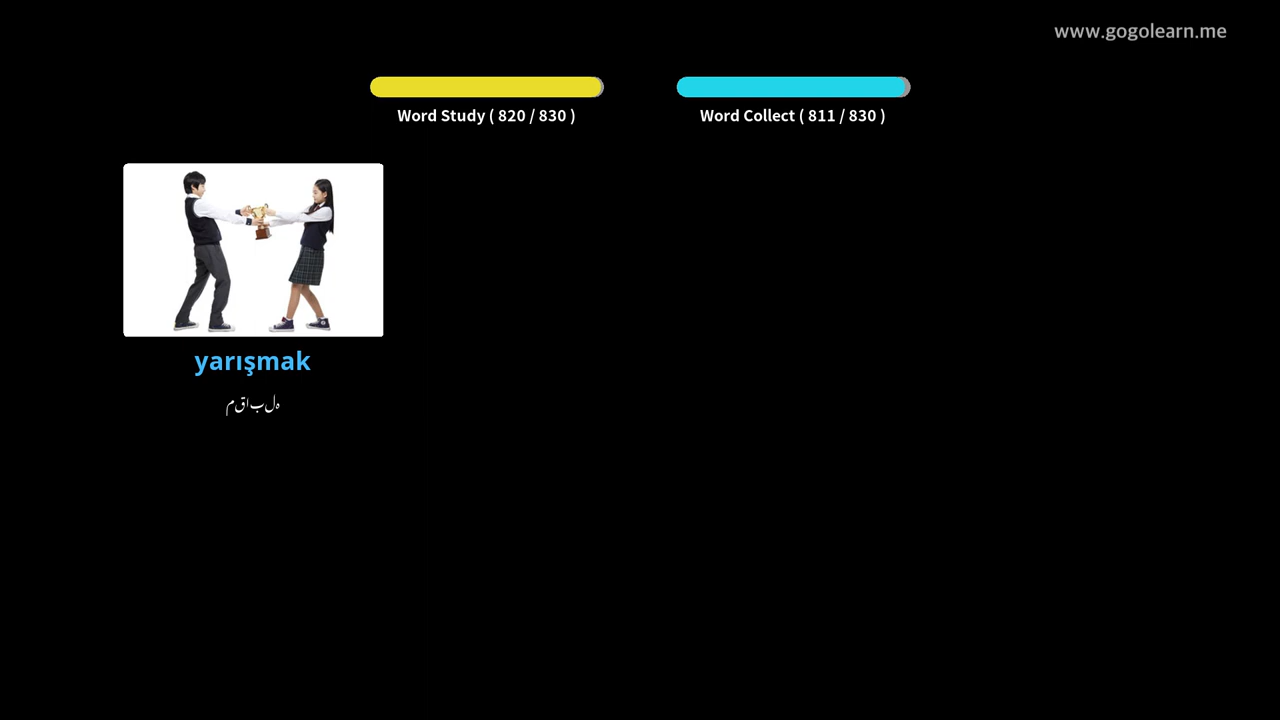 www.gogolearn.me
Word Study ( 820 / 830 )
Word Collect ( 811 / 830 )
yarışmak
مقابلہ